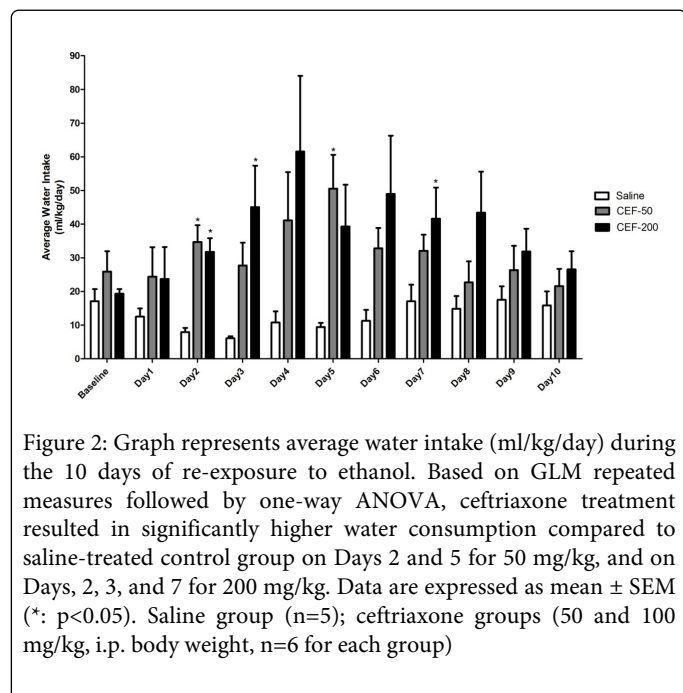 90
80
70
60
50
40
30
20
10
0
Average Water Intake
(ml/kg/day)
* * * * *
Saline
CEF-50
CEF-200
Baseline
Day1
Day2
Day3
Day4
Day5
Day6
Day7
Day8
Day9
Day10
Figure 2: Graph represents average water intake (ml/kg/day) during
the 10 days of re-exposure to ethanol. Based on GLM repeated
measures followed by one-way ANOVA, ceftriaxone treatment
resulted in significantly higher water consumption compared to
saline-treated control group on Days 2 and 5 for 50 mg/kg, and on
Days, 2, 3, and 7 for 200 mg/kg. Data are expressed as mean ± SEM
(*: p<0.05). Saline group (n=5); ceftriaxone groups (50 and 100
mg/kg, i.p. body weight, n=6 for each group)